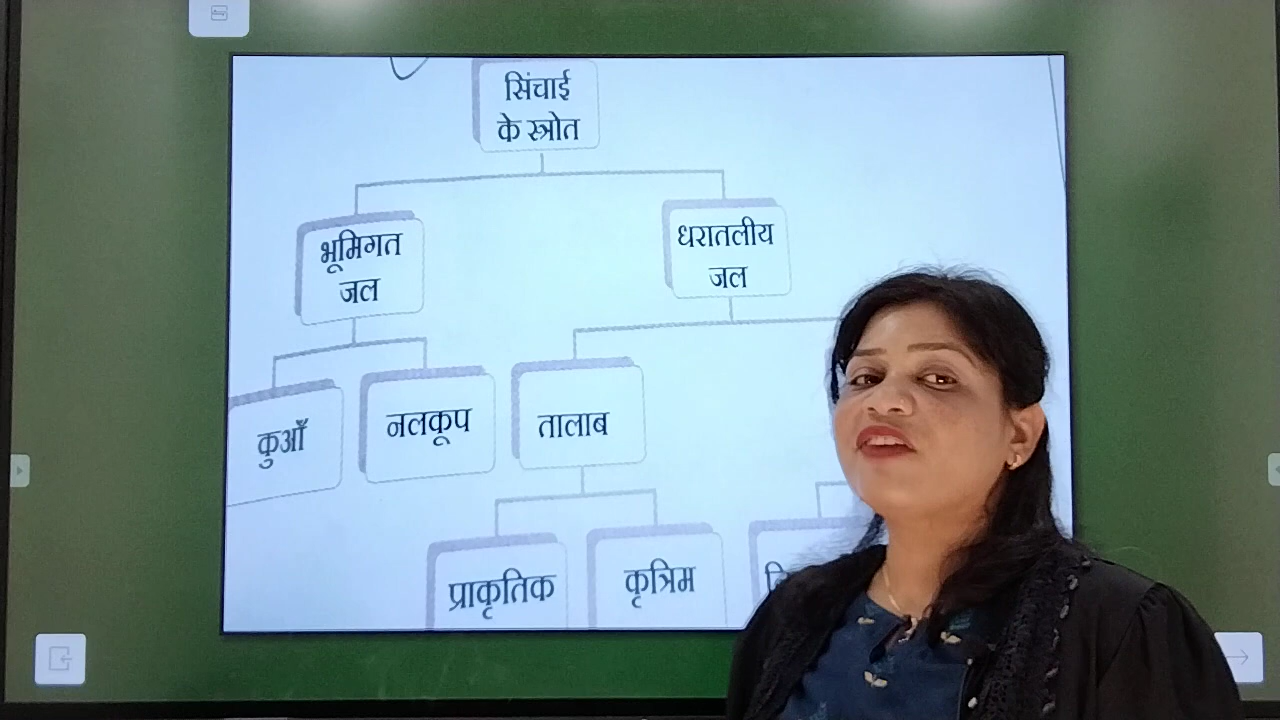 सिंचाई
के स्त्रोत
भूमिगत
जल
धरातलीय
जल
कुआँ
नलकूप
तालाब
प्राकृतिक
कृत्रिम